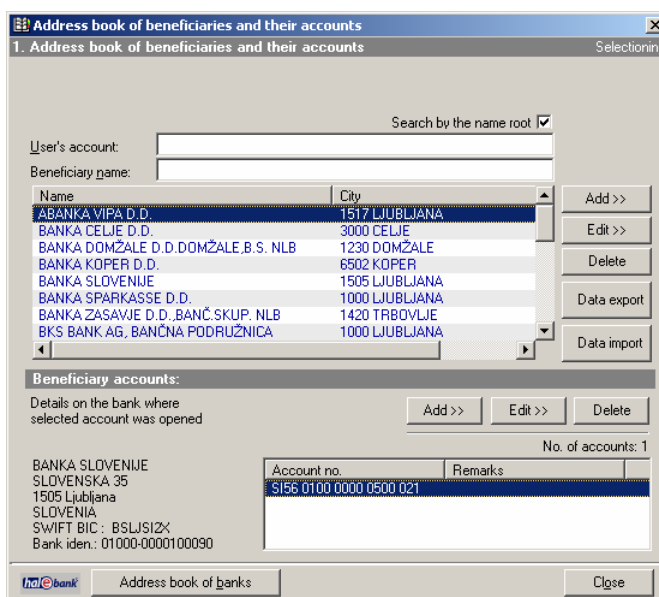 Address book of beneficiaries and their accounts
1. Address book of beneficiaries and their accounts Selectionin
Search by the name root
User's account:
Beneficiary name:
Name City
ABANKA VIPA D.D. 1517 LJUBLJANA
BANKA CELJE D.D. 3000 CELJE
BANKA DOMŽALE D.D.DOMŽALE,B.S. NLB 1230 DOMŽALE
BANKA KOPER D.D. 6502 KOPER
BANKA SLOVENIJE 1505 LJUBLJANA
BANKA SPARKASSE D.D. 1000 LJUBLJANA
BANKA ZASAVJE D.D.,BANČ.SKUP. NLB 1420 TRBOVLJE
BKS BANK AG, BANČNA PODRUŽNICA 1000 LJUBLJANA
Add >>
Edit >>
Delete
Data export
Data import
Beneficiary accounts:
Details on the bank where
selected account was opened
Add >> Edit >> Delete
No. of accounts: 1
BANKA SLOVENIJE
SLOVENSKA 35
1505 Ljubljana
SLOVENIA
SWIFT BIC : BSLJSI2X
Bank iden.: 01000-0000100090
Account no. Remarks
SI56 0100 0000 0500 021
hal e bank Address book of banks Close